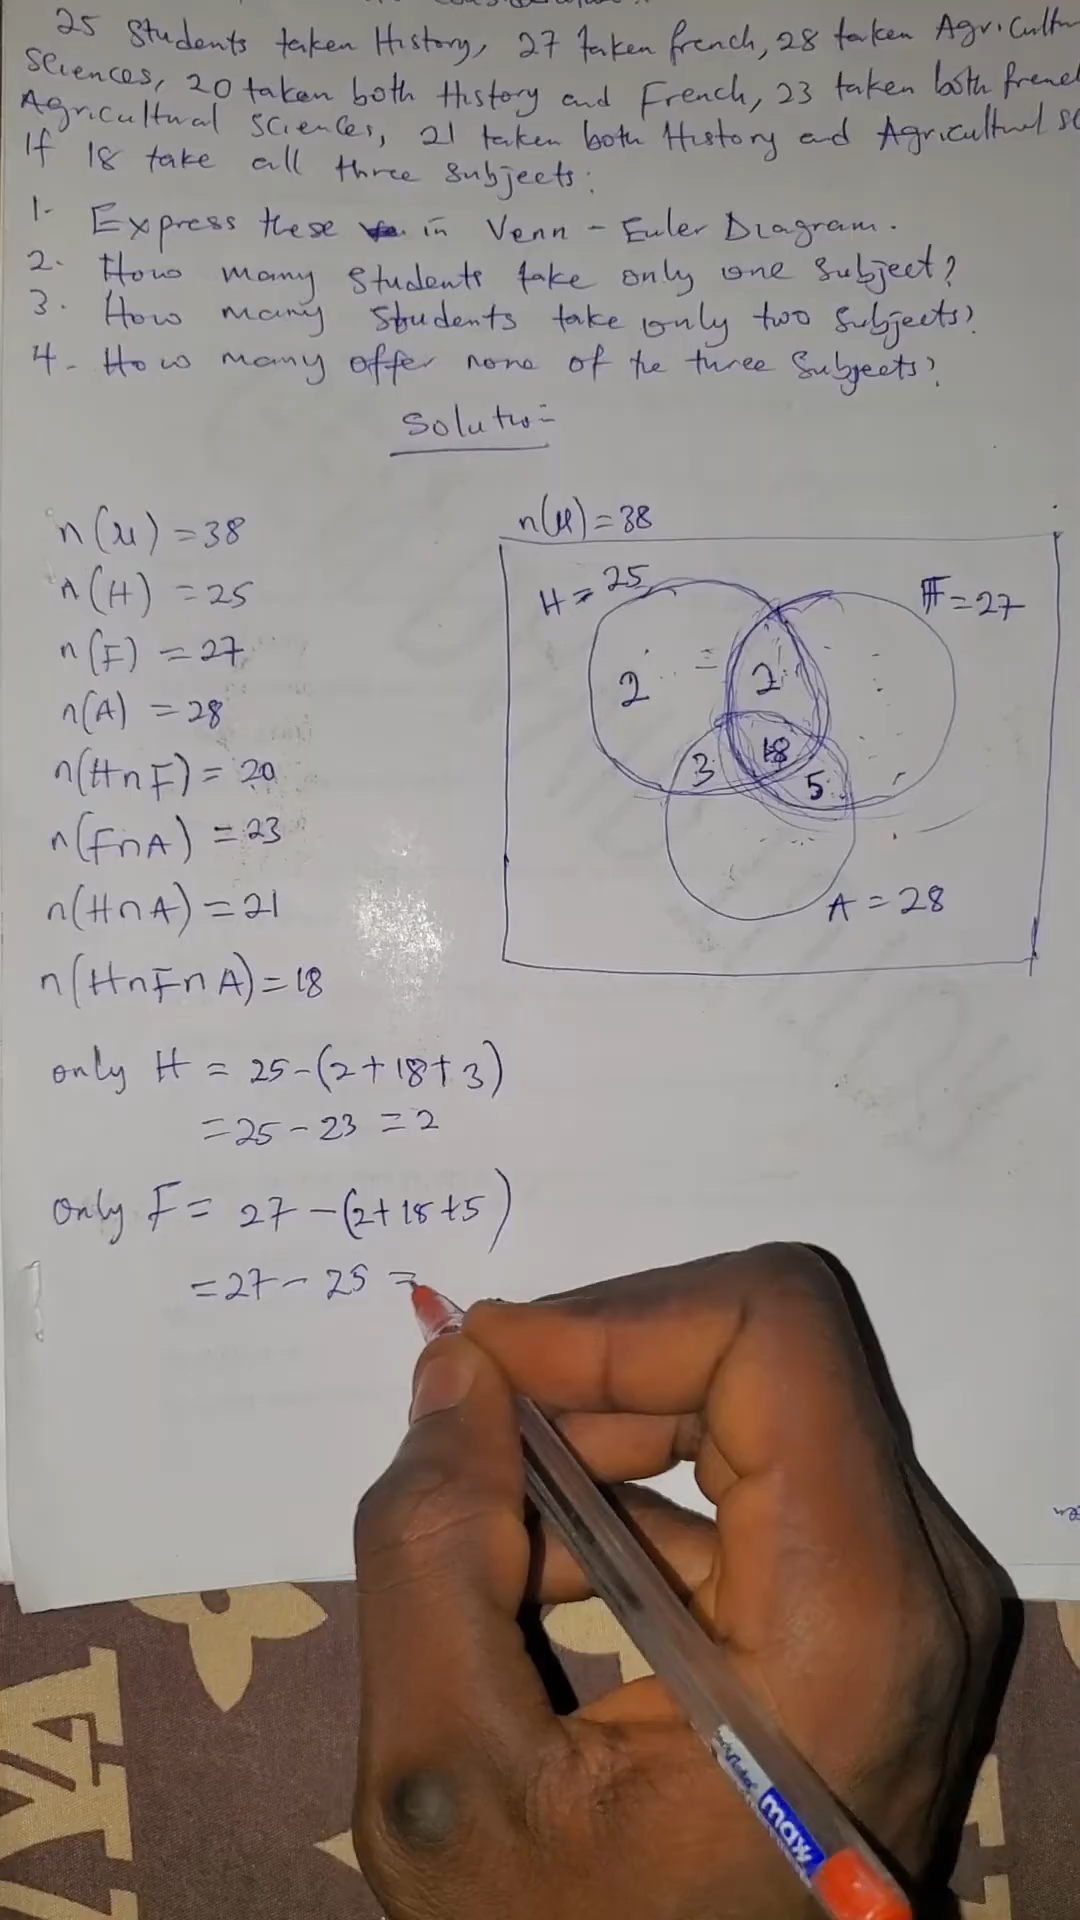 25 students taken History, 27 taken french, 28 taken Agricultu
Sciences, 20 taken both History and French, 23 taken both frenc
Agricultural Sciences, 21 taken both History and Agricultural Sc
If 18 take all three subjects:
1- Express these in Venn - Euler Diagram.
2. How many students take only one subject?
3. How many Students take only two subjects?
4- How many offer none of the three subjects?
Solution
n(μ) = 38
n(H) = 25
n(F) = 27
n(A) = 28
n(H∩F) = 20
n(F∩A) = 23
n(H∩A) = 21
n(H∩F∩A) = 18
n(μ) = 38
H = 25
F = 27
2
2
3
18
5
A = 28
only H = 25-(2+18+3)
= 25 - 23 = 2
only F = 27 -(2+18+5)
= 27 - 25 =
maw